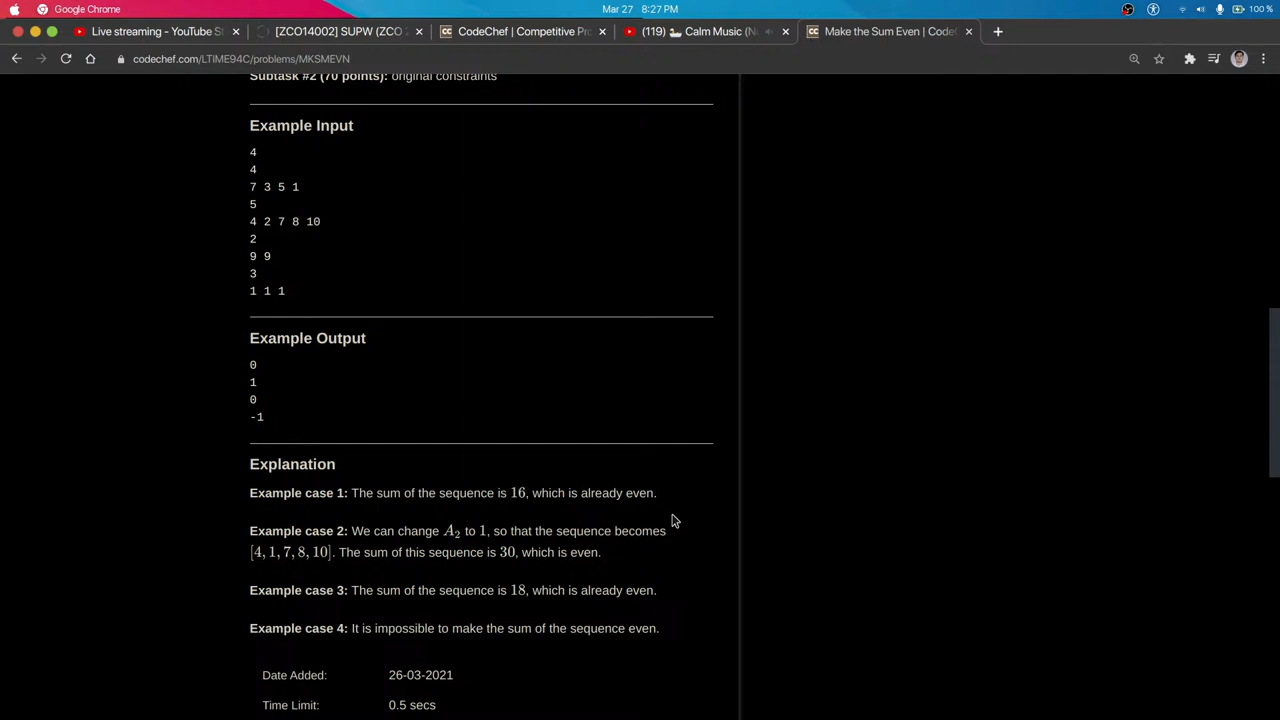 Google Chrome
Mar 27 8:27 PM
100 %
Live streaming - YouTube St
[ZCO14002] SUPW (ZCO
CodeChef | Competitive Pro
(119) Calm Music (N
Make the Sum Even | CodeC
codechef.com/LTIME94C/problems/MKSMEVN
Subtask #2 (70 points): original constraints
Example Input
4
4
7 3 5 1
5
4 2 7 8 10
2
9 9
3
1 1 1
Example Output
0
1
0
-1
Explanation
Example case 1: The sum of the sequence is 16, which is already even.
Example case 2: We can change A₂ to 1, so that the sequence becomes
[4, 1, 7, 8, 10]. The sum of this sequence is 30, which is even.
Example case 3: The sum of the sequence is 18, which is already even.
Example case 4: It is impossible to make the sum of the sequence even.
Date Added: 26-03-2021
Time Limit: 0.5 secs